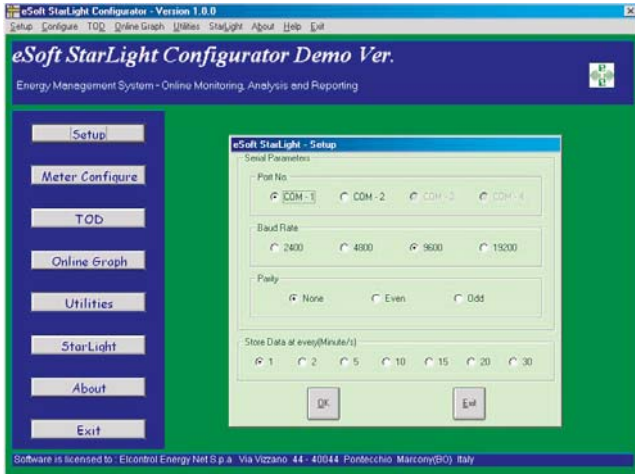 eSoft StarLight Configurator - Version 1.0.0
Setup Configure TOD Online Graph Utilities StarLight About Help Exit
eSoft StarLight Configurator Demo Ver.
Energy Management System - Online Monitoring, Analysis and Reporting
Setup
Meter Configure
TOD
Online Graph
Utilities
StarLight
About
Exit
eSoft StarLight - Setup
Serial Parameters
Port No.
COM - 1 COM - 2 COM - 3 COM - 4
Baud Rate
2400 4800 9600 19200
Parity
None Even Odd
Store Data at every(Minute/s)
1 2 5 10 15 20 30
OK Exit
Software is licensed to : Elcontrol Energy Net S.p.a Via Vizzano 44 - 40044 Pontecchio Marcony(BO) Italy